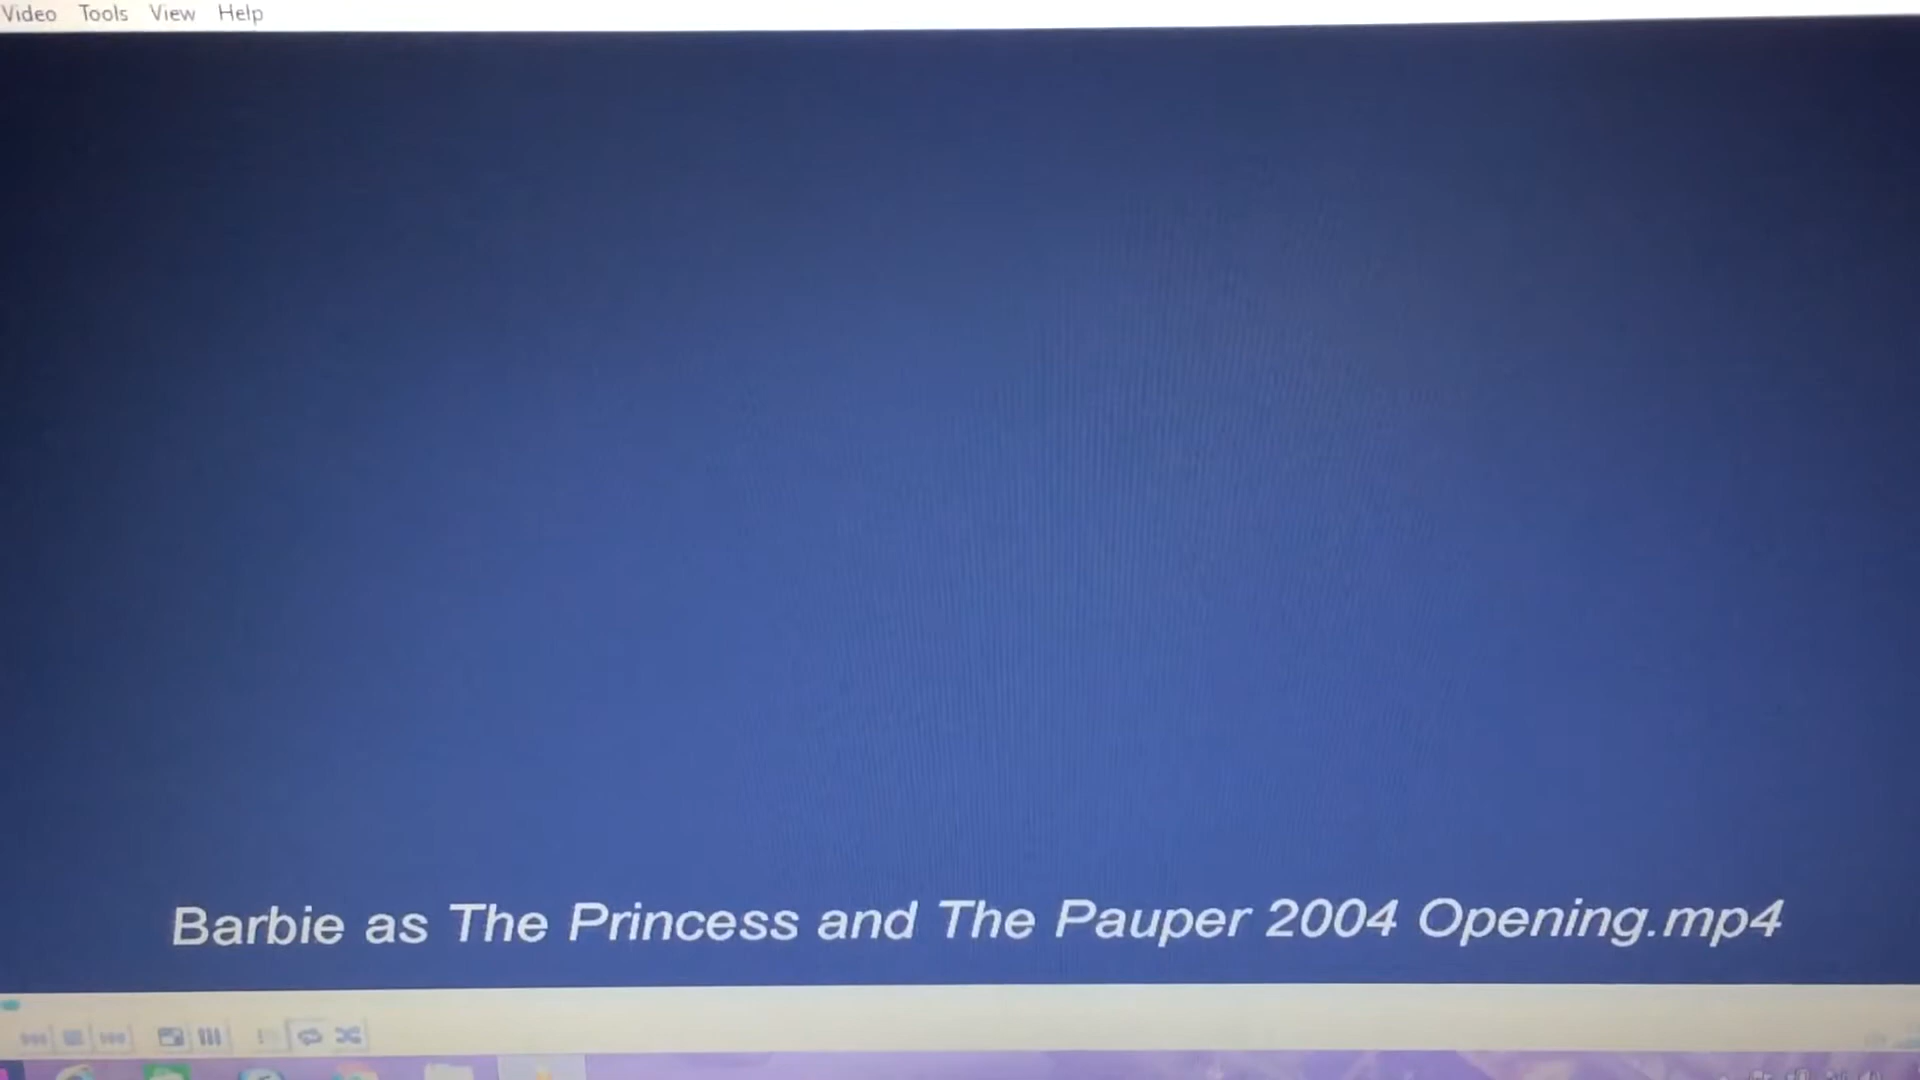 Video Tools View Help
Barbie as The Princess and The Pauper 2004 Opening.mp4